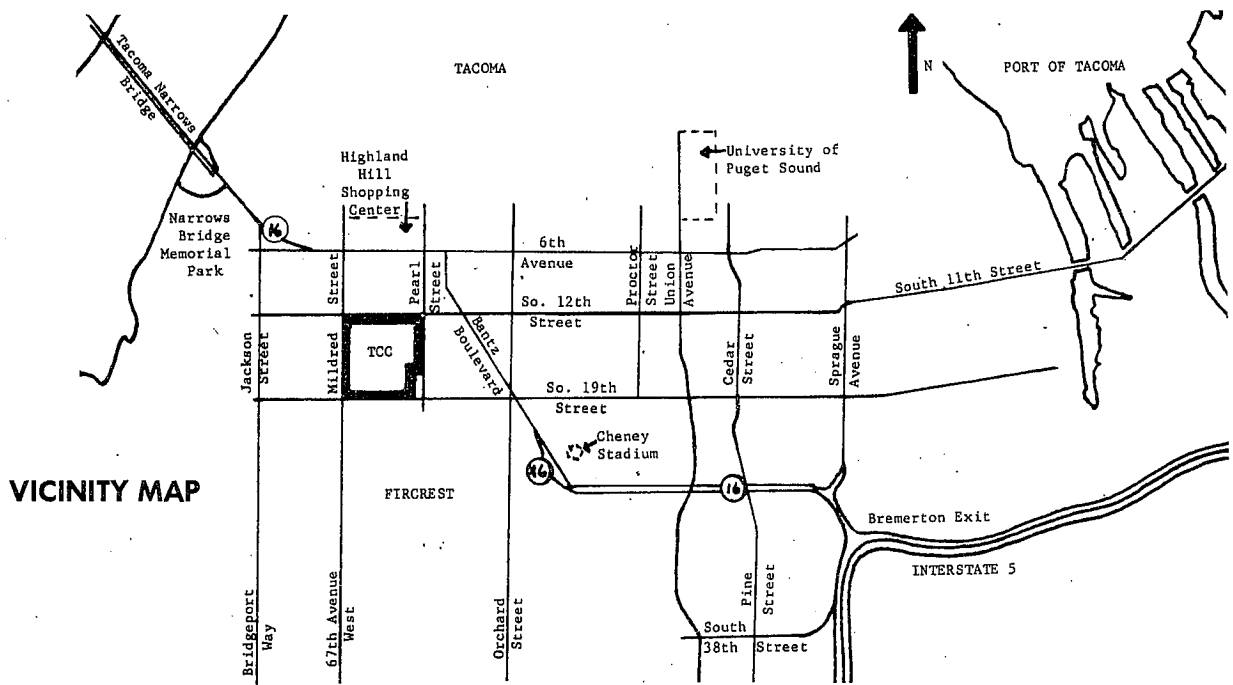 TACOMA
N
PORT OF TACOMA
Tacoma Narrows
Bridge
Highland
Hill
Shopping
Center
University of
Puget Sound
Narrows
Bridge
Memorial
Park
16
6th
Avenue
Street
Pearl
Street
Proctor
Street
Union
Avenue
So. 12th
Street
South 11th Street
Jackson
Street
Mildred
TCC
Bantz
Boulevard
Cedar
Street
Sprague
Avenue
So. 19th
Street
Cheney
Stadium
16
16
VICINITY MAP
FIRCREST
Bremerton Exit
INTERSTATE 5
Bridgeport
Way
67th Avenue
West
Orchard
Street
Pine
Street
South
38th Street